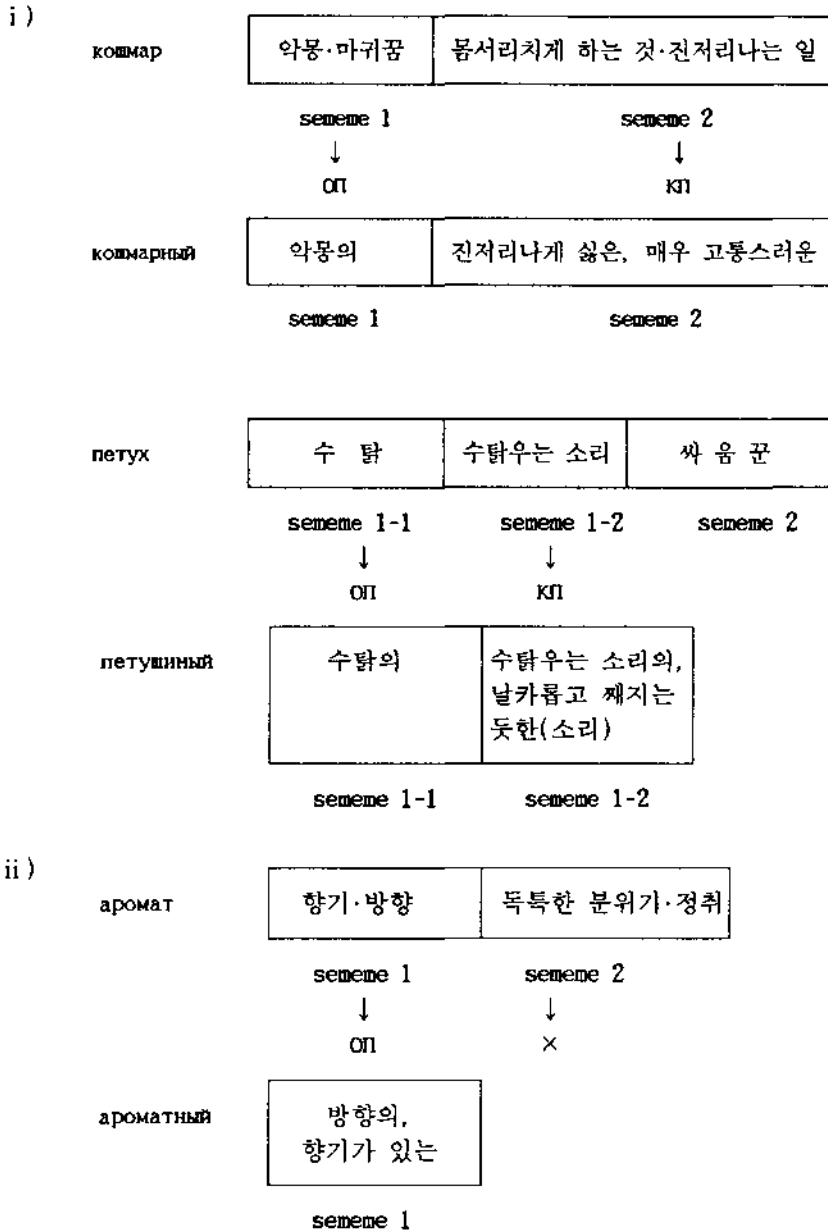 i )
кошмар 악몽·마귀꿈 몸서리치게 하는 것·진저리나는 일
sememe 1 sememe 2
↓ ↓
ОП КП
кошмарный 악몽의 진저리나게 싫은, 매우 고통스러운
sememe 1 sememe 2
петух 수 탉 수탉우는 소리 싸 움 꾼
sememe 1-1 sememe 1-2 sememe 2
↓ ↓
ОП КП
петушиный 수탉의 수탉우는 소리의,
날카롭고 째지는
듯한(소리)
sememe 1-1 sememe 1-2
ii )
аромат 향기·방향 독특한 분위기·정취
sememe 1 sememe 2
↓ ↓
ОП ×
ароматный 방향의,
향기가 있는
sememe 1